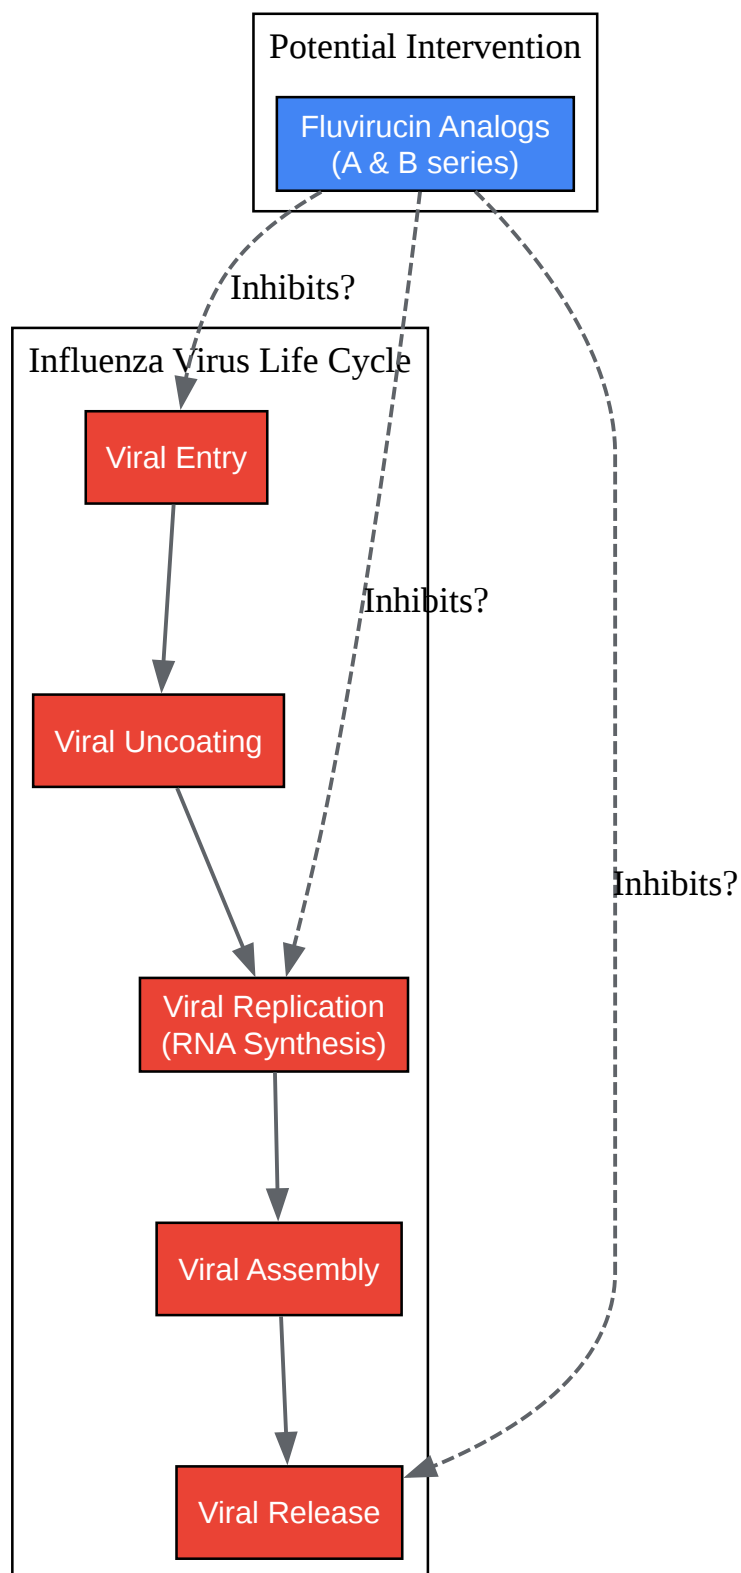 Potential Intervention
Fluvirucin Analogs
(A & B series)
Inhibits?
Influenza Virus Life Cycle
Viral Entry
Inhibits?
Viral Uncoating
Inhibits?
Viral Replication
(RNA Synthesis)
Viral Assembly
Viral Release